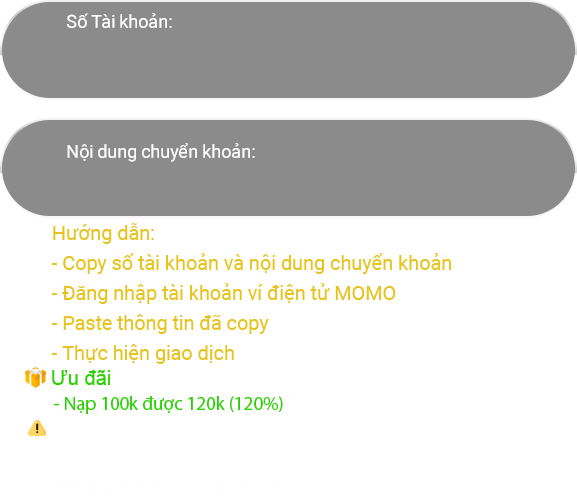 Số Tài khoản:
Nội dung chuyển khoản:
Hướng dẫn:
- Copy số tài khoản và nội dung chuyển khoản
- Đăng nhập tài khoản ví điện tử MOMO
- Paste thông tin đã copy
- Thực hiện giao dịch
Ưu đãi
- Nạp 100k được 120k (120%)